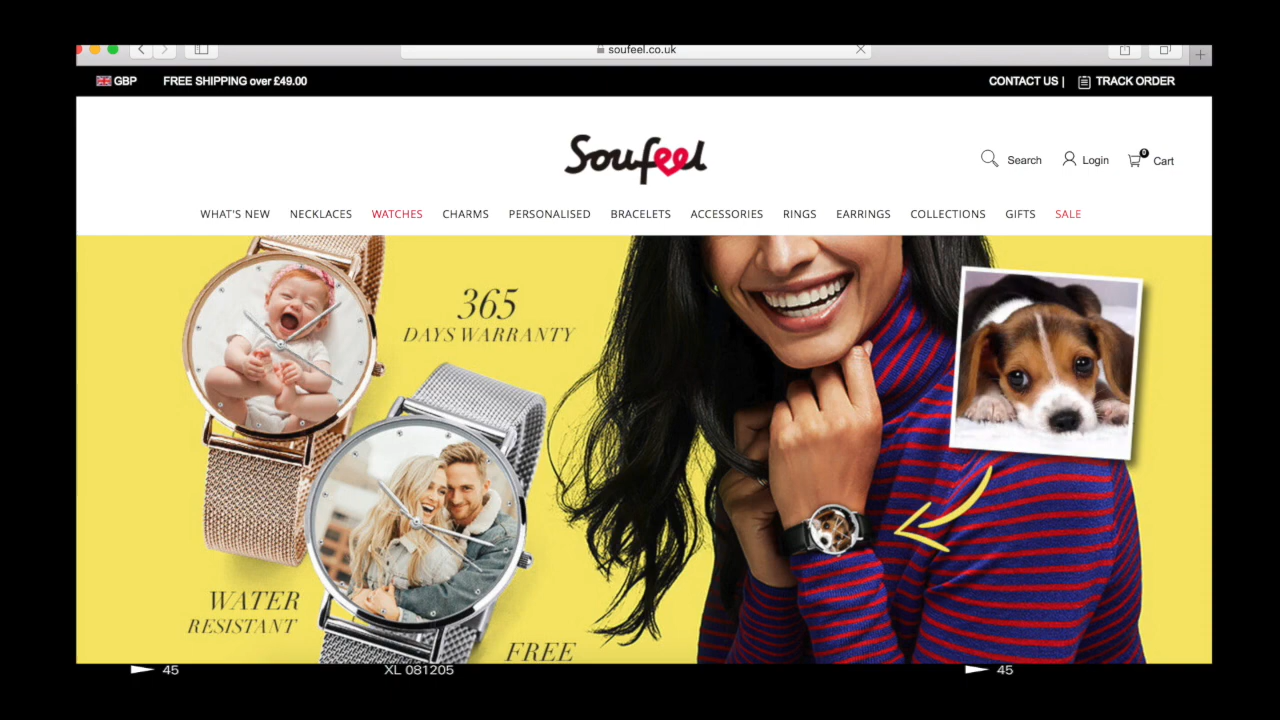 soufeel.co.uk
GBP FREE SHIPPING over £49.00 CONTACT US | TRACK ORDER
Soufeel
Search Login 0 Cart
WHAT'S NEW NECKLACES WATCHES CHARMS PERSONALISED BRACELETS ACCESSORIES RINGS EARRINGS COLLECTIONS GIFTS SALE
365
DAYS WARRANTY
WATER
RESISTANT
FREE
45 XL 081205 45